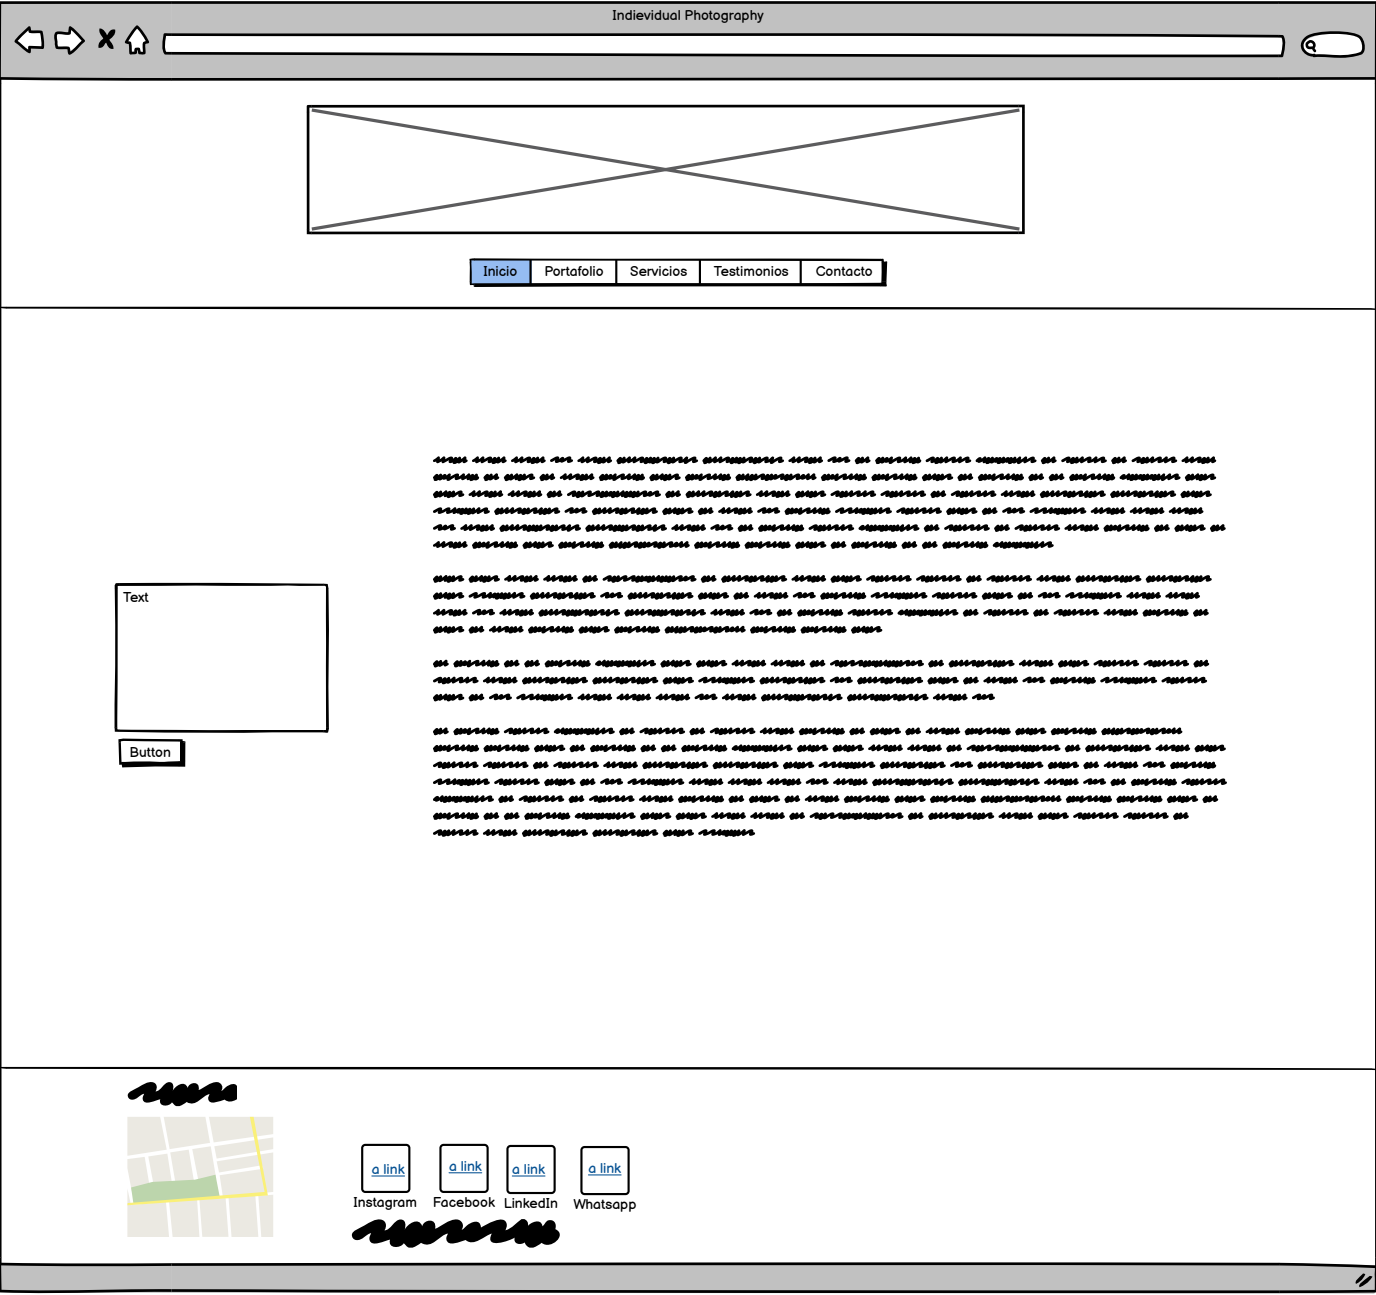 Indievidual Photography
Inicio Portafolio Servicios Testimonios Contacto
Text
Button
a link a link a link a link
Instagram Facebook LinkedIn Whatsapp